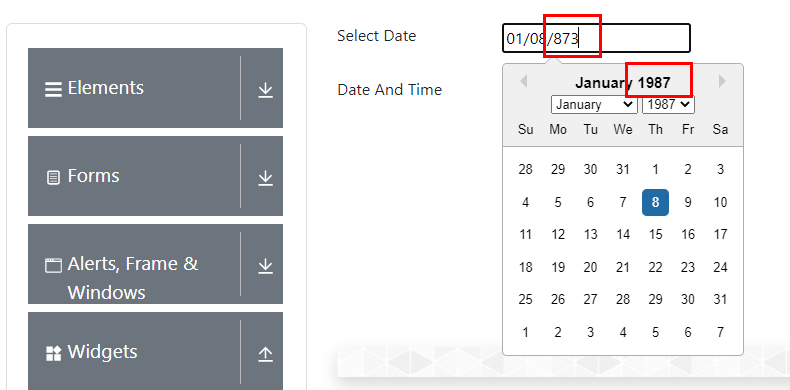 Elements
Forms
Alerts, Frame &
Windows
Widgets
Select Date
01/08/873
Date And Time
January 1987
January 1987
Su Mo Tu We Th Fr Sa
28 29 30 31 1 2 3
4 5 6 7 8 9 10
11 12 13 14 15 16 17
18 19 20 21 22 23 24
25 26 27 28 29 30 31
1 2 3 4 5 6 7